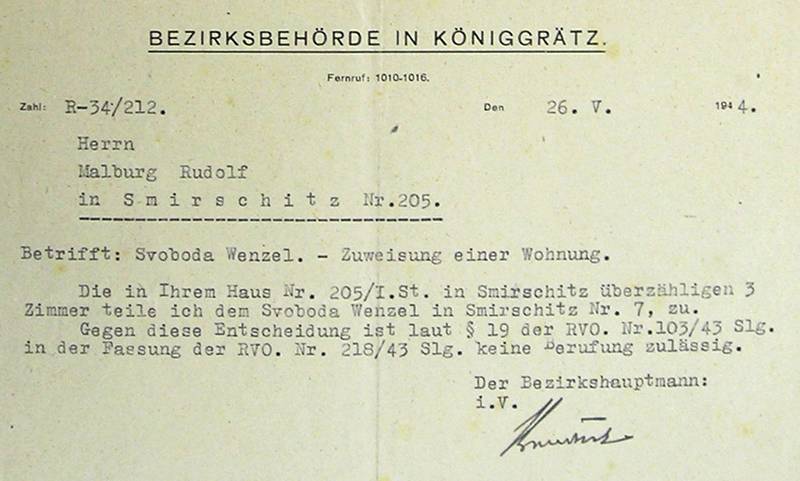 BEZIRKSBEHÖRDE IN KÖNIGGRÄTZ.
Fernruf: 1010-1016.
Zahl: R-34/212. Den 26. V. 1944.
Herrn
Malburg Rudolf
in Smirschitz Nr.205.
Betrifft: Svoboda Wenzel. - Zuweisung einer Wohnung.
Die in Ihrem Haus Nr. 205/I.St. in Smirschitz überzähligen 3
Zimmer teile ich dem Svoboda Wenzel in Smirschitz Nr. 7, zu.
Gegen diese Entscheidung ist laut § 19 der RVO. Nr.103/43 Slg.
in der Fassung der RVO. Nr. 218/43 Slg. keine Berufung zulässig.
Der Bezirkshauptmann:
i.V.